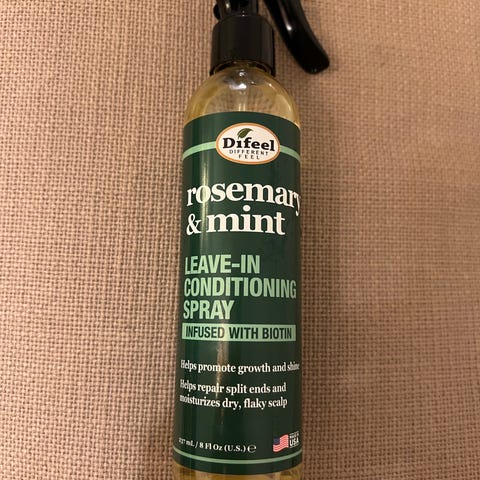 Difeel
DIFFERENT
FEEL
rosemary
& mint
LEAVE-IN
CONDITIONING
SPRAY
INFUSED WITH BIOTIN
Helps promote growth and shine
Helps repair split ends and
moisturizes dry, flaky scalp
237 mL / 8 Fl Oz (U.S.) ℮
USA